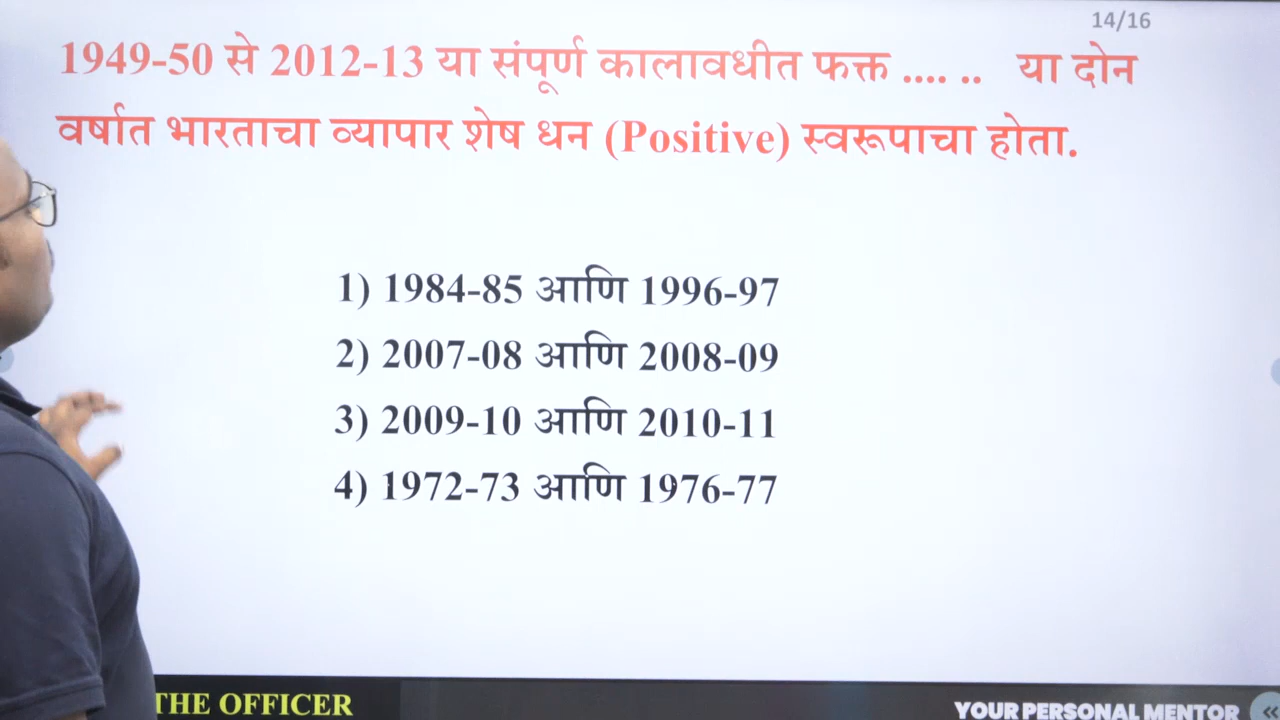 14/16
1949-50 से 2012-13 या संपूर्ण कालावधीत फक्त .... .. या दोन
वर्षात भारताचा व्यापार शेष धन (Positive) स्वरूपाचा होता.
1) 1984-85 आणि 1996-97
2) 2007-08 आणि 2008-09
3) 2009-10 आणि 2010-11
4) 1972-73 आणि 1976-77
THE OFFICER
YOUR PERSONAL MENTOR